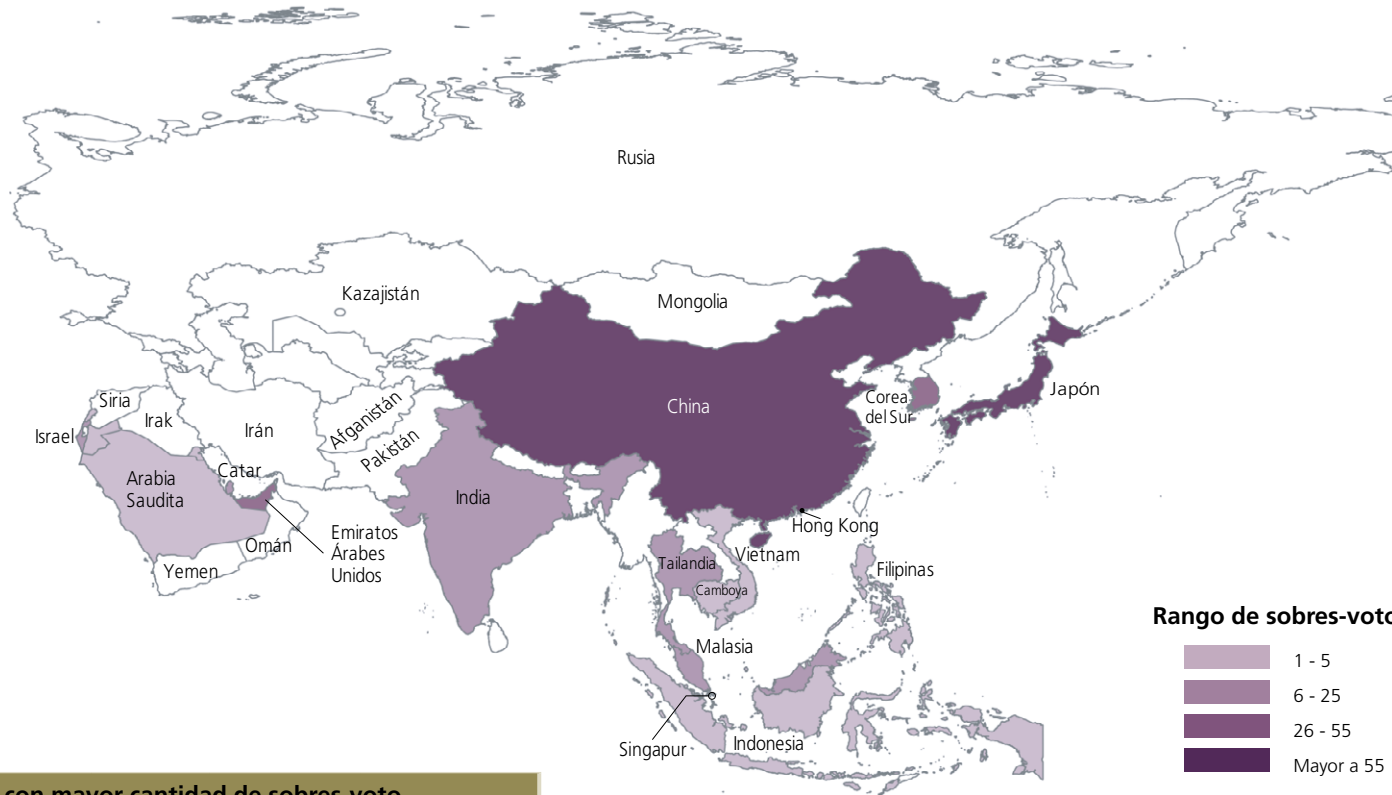 Rusia
Kazajistán
Mongolia
Siria
Irak
Israel
Irán
Afganistán
Pakistán
China
Corea
del Sur
Japón
Catar
Arabia
Saudita
India
Emiratos
Árabes
Unidos
Omán
Yemen
Hong Kong
Vietnam
Tailandia
Camboya
Filipinas
Malasia
Singapur
Indonesia
Rango de sobres-voto
1 - 5
6 - 25
26 - 55
Mayor a 55
con mayor cantidad de sobres-voto